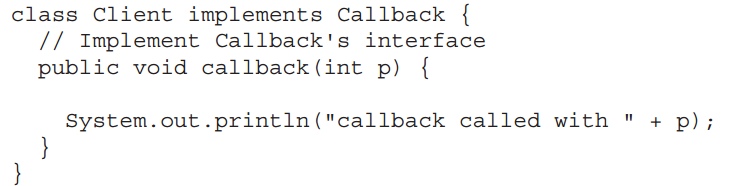 class Client implements Callback {
  // Implement Callback's interface
  public void callback(int p) {

    System.out.println("callback called with " + p);
  }
}